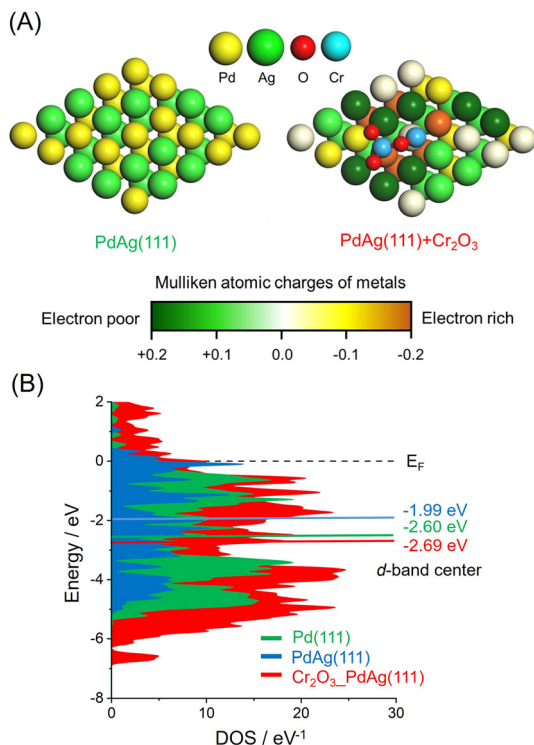 (A)
Pd Ag O Cr
PdAg(111) PdAg(111)+Cr₂O₃
Mulliken atomic charges of metals
Electron poor Electron rich
+0.2 +0.1 0.0 -0.1 -0.2
(B)
2
0
-2
-4
-6
-8
Energy / eV
E_F
-1.99 eV
-2.60 eV
-2.69 eV
d-band center
Pd(111)
PdAg(111)
Cr₂O₃_PdAg(111)
0 10 20 30
DOS / eV⁻¹